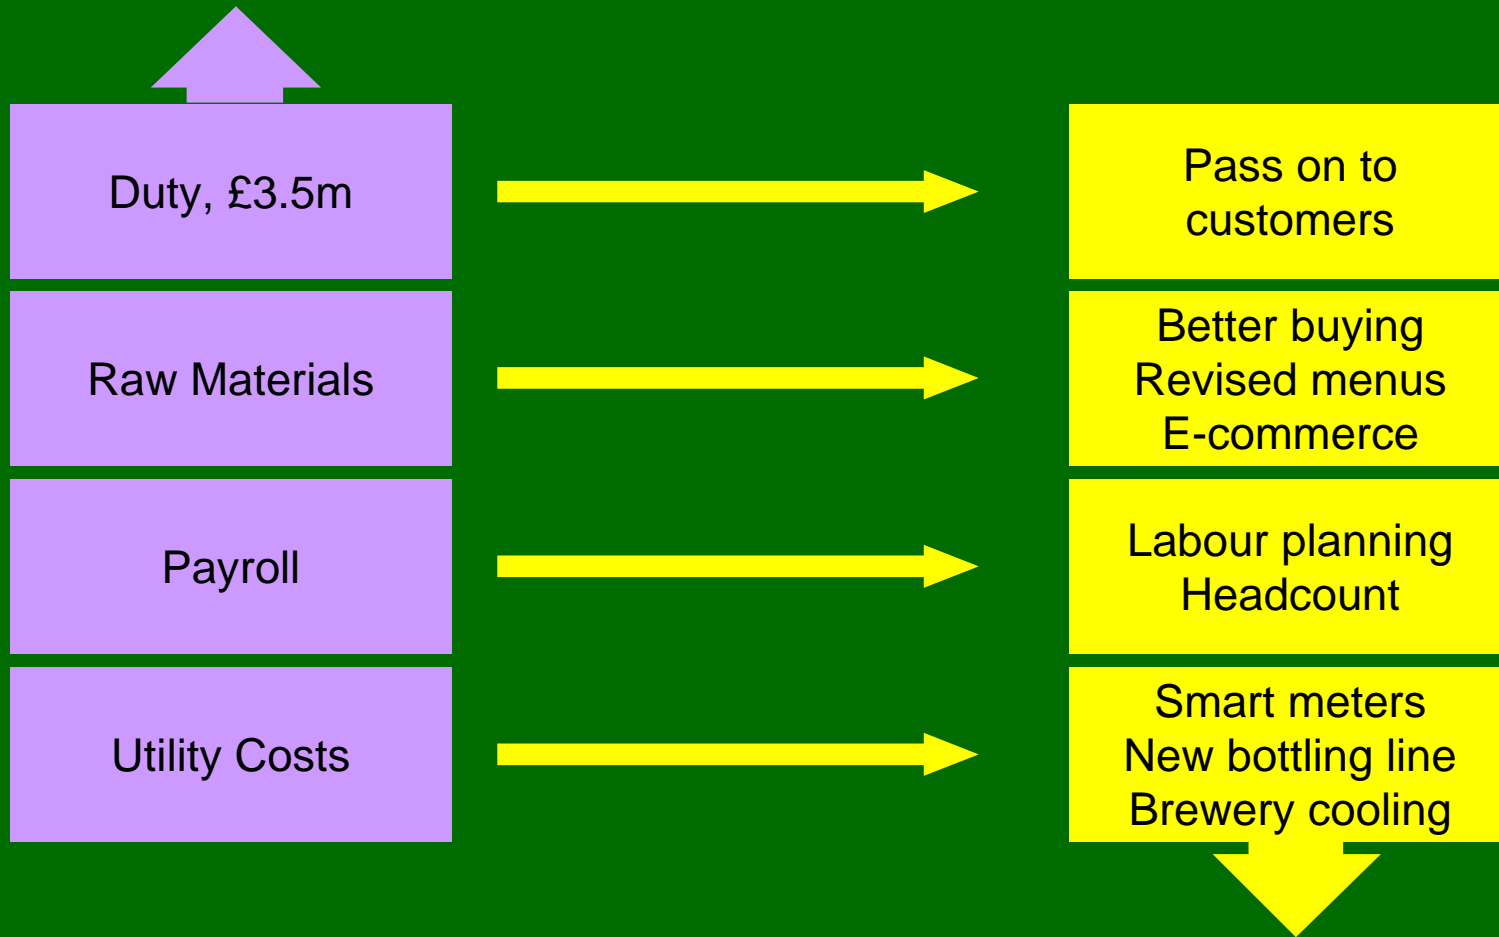 Duty, £3.5m
Pass on to
customers
Raw Materials
Better buying
Revised menus
E-commerce
Payroll
Labour planning
Headcount
Utility Costs
Smart meters
New bottling line
Brewery cooling